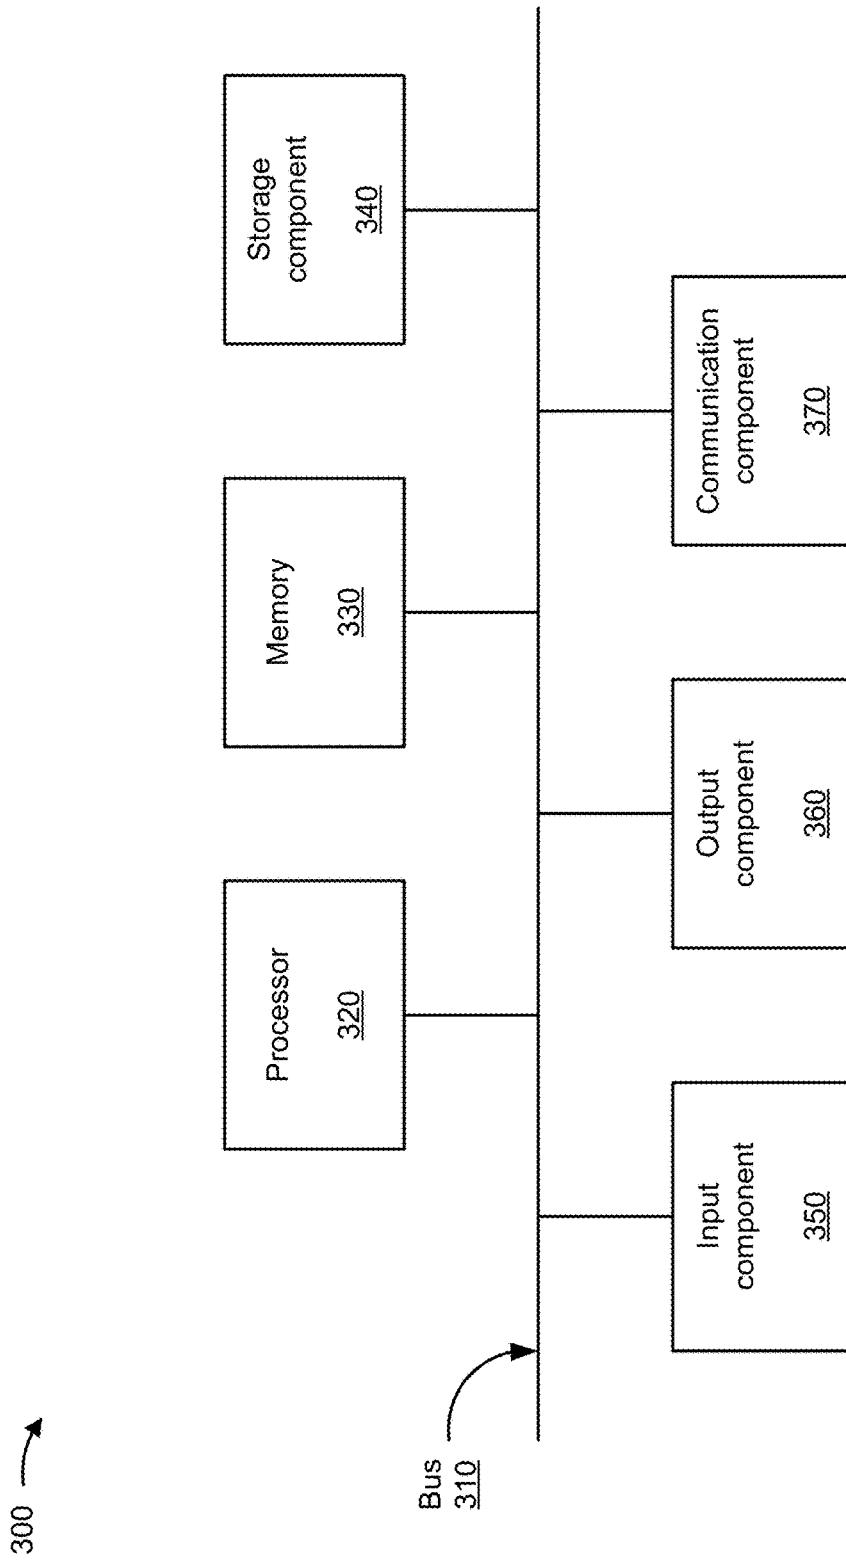 300
Bus
310
Processor
320
Memory
330
Storage
component
340
Input
component
350
Output
component
360
Communication
component
370